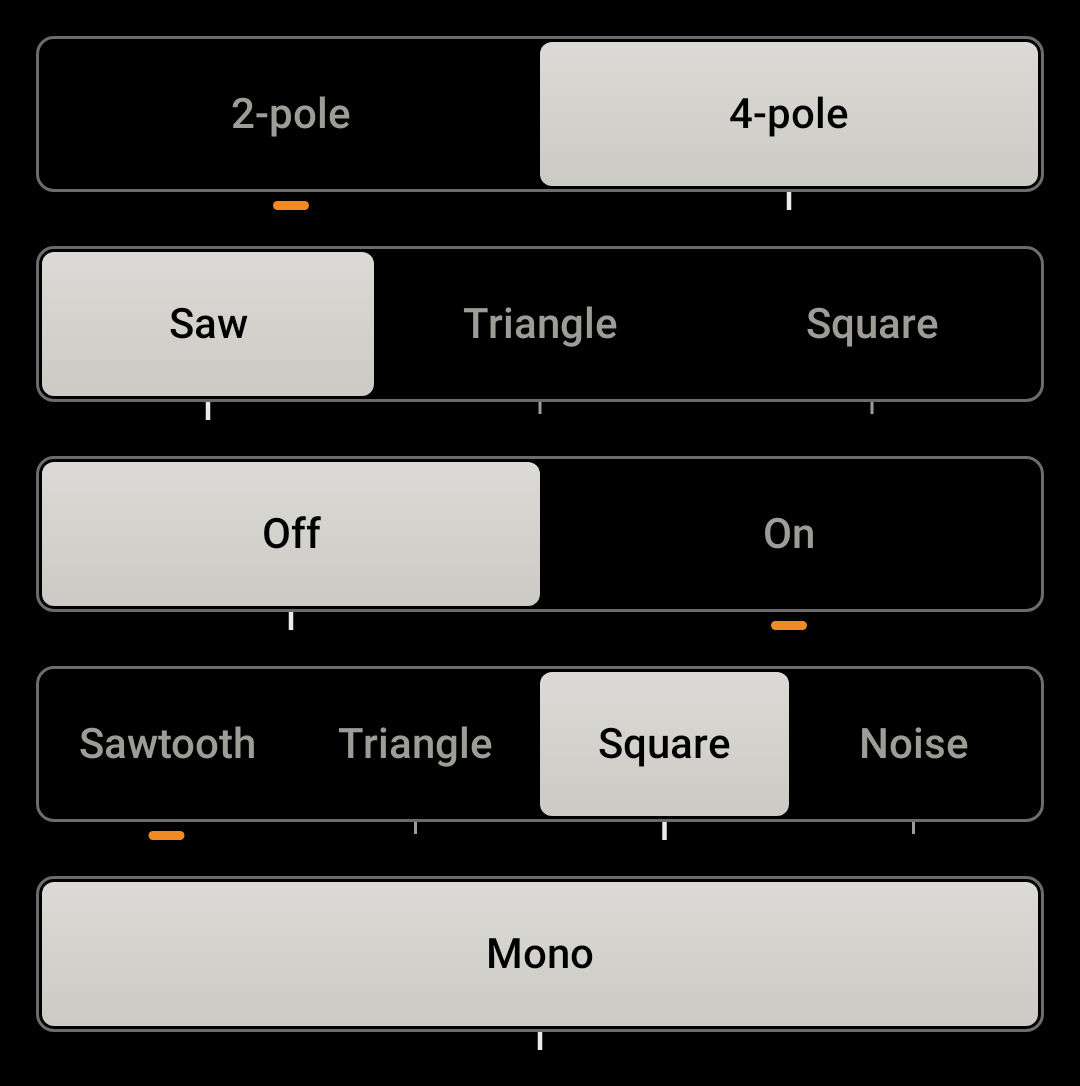 2-pole 4-pole
Saw Triangle Square
Off On
Sawtooth Triangle Square Noise
Mono